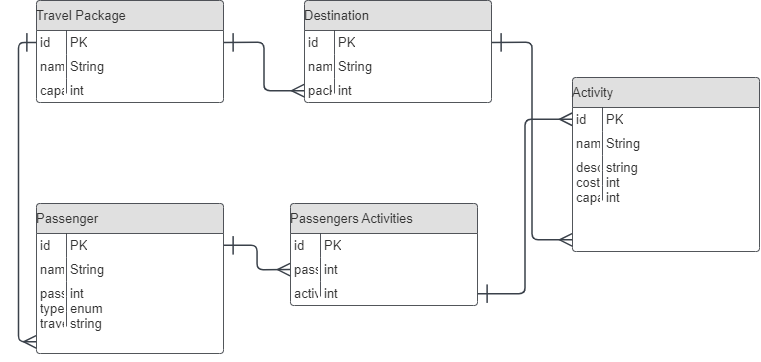 Travel Package
id PK
nam String
capa int
Destination
id PK
nam String
pack int
Activity
id PK
nam String
desc string
cost int
capa int
Passenger
id PK
nam String
pass int
type enum
trave string
Passengers Activities
id PK
pass int
activ int